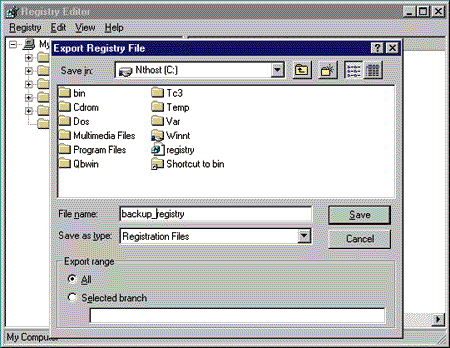 Registry Editor
Registry Edit View Help
My
Export Registry File
Save in: Nthost (C:)
bin
Cdrom
Dos
Multimedia Files
Program Files
Qbwin
Tc3
Temp
Var
Winnt
registry
Shortcut to bin
File name: backup_registry Save
Save as type: Registration Files Cancel
Export range
All
Selected branch
My Computer